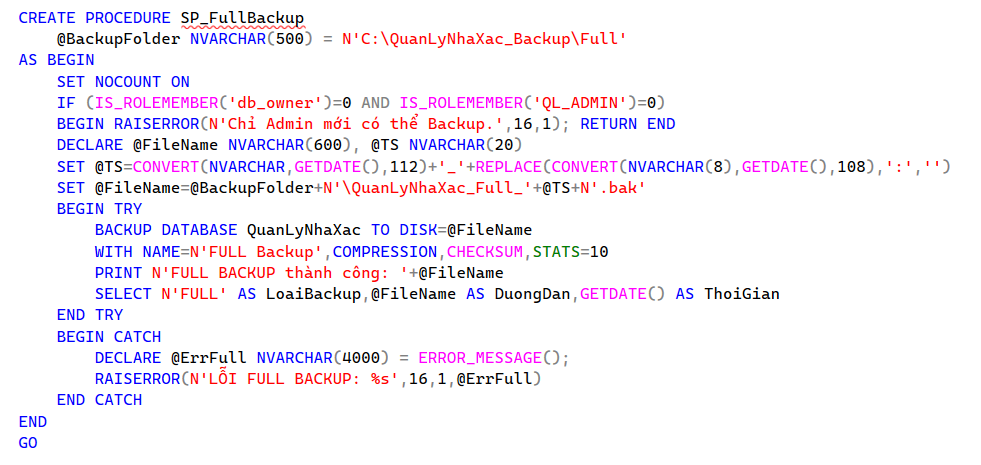 CREATE PROCEDURE SP_FullBackup
    @BackupFolder NVARCHAR(500) = N'C:\QuanLyNhaXac_Backup\Full'
AS BEGIN
    SET NOCOUNT ON
    IF (IS_ROLEMEMBER('db_owner')=0 AND IS_ROLEMEMBER('QL_ADMIN')=0)
    BEGIN RAISERROR(N'Chỉ Admin mới có thể Backup.',16,1); RETURN END
    DECLARE @FileName NVARCHAR(600), @TS NVARCHAR(20)
    SET @TS=CONVERT(NVARCHAR,GETDATE(),112)+'_'+REPLACE(CONVERT(NVARCHAR(8),GETDATE(),108),':','')
    SET @FileName=@BackupFolder+N'\QuanLyNhaXac_Full_'+@TS+N'.bak'
    BEGIN TRY
        BACKUP DATABASE QuanLyNhaXac TO DISK=@FileName
        WITH NAME=N'FULL Backup',COMPRESSION,CHECKSUM,STATS=10
        PRINT N'FULL BACKUP thành công: '+@FileName
        SELECT N'FULL' AS LoaiBackup,@FileName AS DuongDan,GETDATE() AS ThoiGian
    END TRY
    BEGIN CATCH
        DECLARE @ErrFull NVARCHAR(4000) = ERROR_MESSAGE();
        RAISERROR(N'LỖI FULL BACKUP: %s',16,1,@ErrFull)
    END CATCH
END
GO